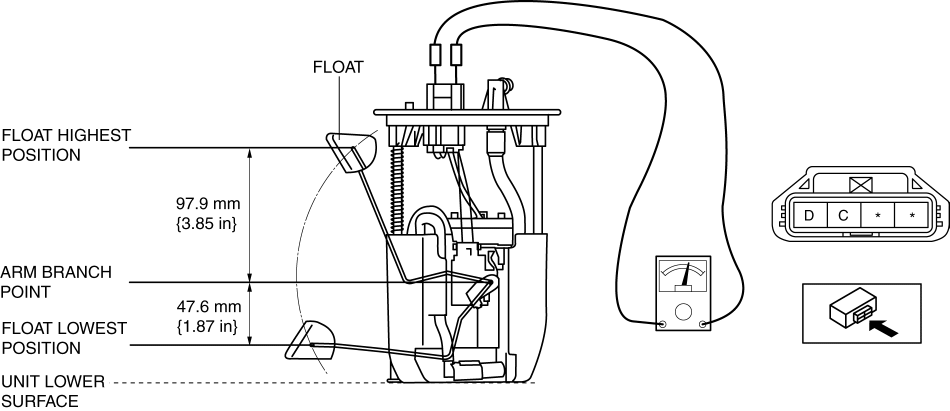 FLOAT
FLOAT HIGHEST
POSITION
97.9 mm
{3.85 in}
ARM BRANCH
POINT
47.6 mm
{1.87 in}
FLOAT LOWEST
POSITION
UNIT LOWER
SURFACE
D C * *